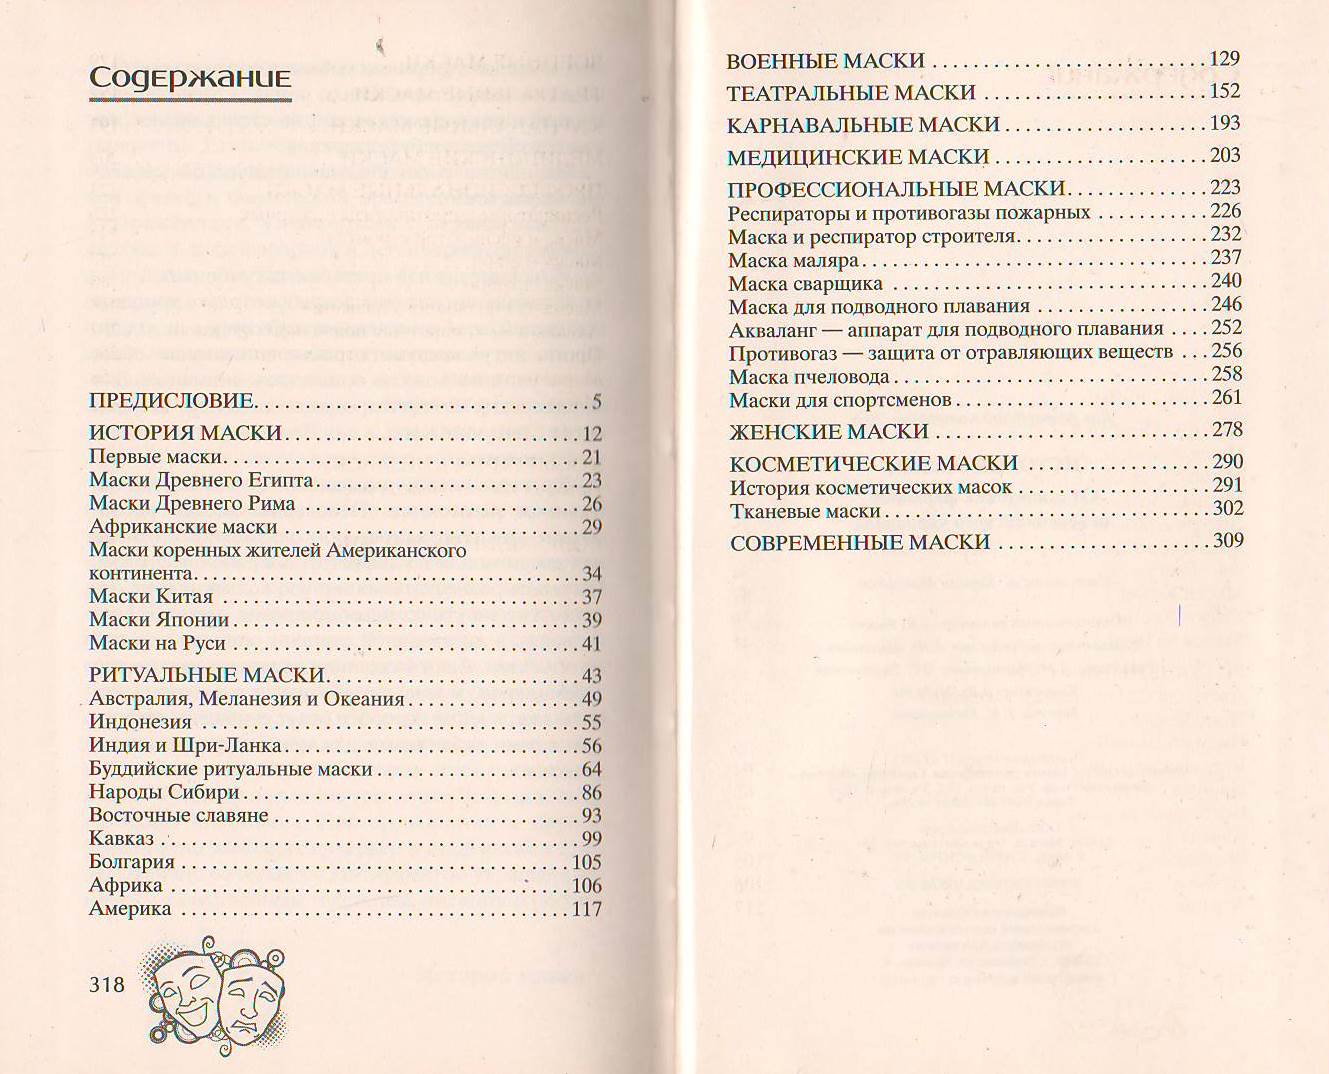 Содержание
ПРЕДИСЛОВИЕ. . . . . . . . . . . . . . . . . . . . . . . . . . . . . . . 5
ИСТОРИЯ МАСКИ. . . . . . . . . . . . . . . . . . . . . . . . . . . . 12
Первые маски. . . . . . . . . . . . . . . . . . . . . . . . . . . . . . . . . 21
Маски Древнего Египта. . . . . . . . . . . . . . . . . . . . . . . . . 23
Маски Древнего Рима . . . . . . . . . . . . . . . . . . . . . . . . . . 26
Африканские маски . . . . . . . . . . . . . . . . . . . . . . . . . . . . 29
Маски коренных жителей Американского
континента. . . . . . . . . . . . . . . . . . . . . . . . . . . . . . . . . . . . 34
Маски Китая . . . . . . . . . . . . . . . . . . . . . . . . . . . . . . . . . . 37
Маски Японии . . . . . . . . . . . . . . . . . . . . . . . . . . . . . . . . 39
Маски на Руси . . . . . . . . . . . . . . . . . . . . . . . . . . . . . . . . 41
РИТУАЛЬНЫЕ МАСКИ. . . . . . . . . . . . . . . . . . . . . . . . 43
Австралия, Меланезия и Океания . . . . . . . . . . . . . . . . 49
Индонезия . . . . . . . . . . . . . . . . . . . . . . . . . . . . . . . . . . . 55
Индия и Шри-Ланка. . . . . . . . . . . . . . . . . . . . . . . . . . . . 56
Буддийские ритуальные маски . . . . . . . . . . . . . . . . . . . 64
Народы Сибири . . . . . . . . . . . . . . . . . . . . . . . . . . . . . . . 86
Восточные славяне . . . . . . . . . . . . . . . . . . . . . . . . . . . . 93
Кавказ . . . . . . . . . . . . . . . . . . . . . . . . . . . . . . . . . . . . . . . 99
Болгария . . . . . . . . . . . . . . . . . . . . . . . . . . . . . . . . . . . . 105
Африка . . . . . . . . . . . . . . . . . . . . . . . . . . . . . . . . . . . . . 106
Америка . . . . . . . . . . . . . . . . . . . . . . . . . . . . . . . . . . . . 117
318
ВОЕННЫЕ МАСКИ . . . . . . . . . . . . . . . . . . . . . . . . . 129
ТЕАТРАЛЬНЫЕ МАСКИ . . . . . . . . . . . . . . . . . . . . 152
КАРНАВАЛЬНЫЕ МАСКИ . . . . . . . . . . . . . . . . . . 193
МЕДИЦИНСКИЕ МАСКИ . . . . . . . . . . . . . . . . . . . 203
ПРОФЕССИОНАЛЬНЫЕ МАСКИ. . . . . . . . . . . . . 223
Респираторы и противогазы пожарных . . . . . . . . . . . 226
Маска и респиратор строителя. . . . . . . . . . . . . . . . . . 232
Маска маляра . . . . . . . . . . . . . . . . . . . . . . . . . . . . . . . . 237
Маска сварщика . . . . . . . . . . . . . . . . . . . . . . . . . . . . . 240
Маска для подводного плавания . . . . . . . . . . . . . . . . 246
Акваланг — аппарат для подводного плавания . . . . 252
Противогаз — защита от отравляющих веществ . . . 256
Маска пчеловода . . . . . . . . . . . . . . . . . . . . . . . . . . . . . 258
Маски для спортсменов . . . . . . . . . . . . . . . . . . . . . . . 261
ЖЕНСКИЕ МАСКИ . . . . . . . . . . . . . . . . . . . . . . . . . 278
КОСМЕТИЧЕСКИЕ МАСКИ . . . . . . . . . . . . . . . . 290
История косметических масок . . . . . . . . . . . . . . . . . . 291
Тканевые маски . . . . . . . . . . . . . . . . . . . . . . . . . . . . . . 302
СОВРЕМЕННЫЕ МАСКИ . . . . . . . . . . . . . . . . . . . 309